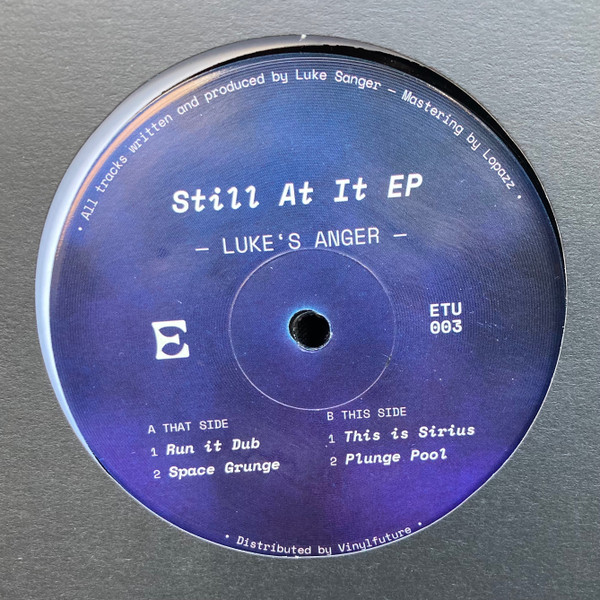 • All tracks written and produced by Luke Sanger – Mastering by Lopazz •
Still At It EP
– LUKE‘S ANGER –
E
ETU
003
A THAT SIDE
1 Run it Dub
2 Space Grunge
B THIS SIDE
1 This is Sirius
2 Plunge Pool
• Distributed by Vinylfuture •